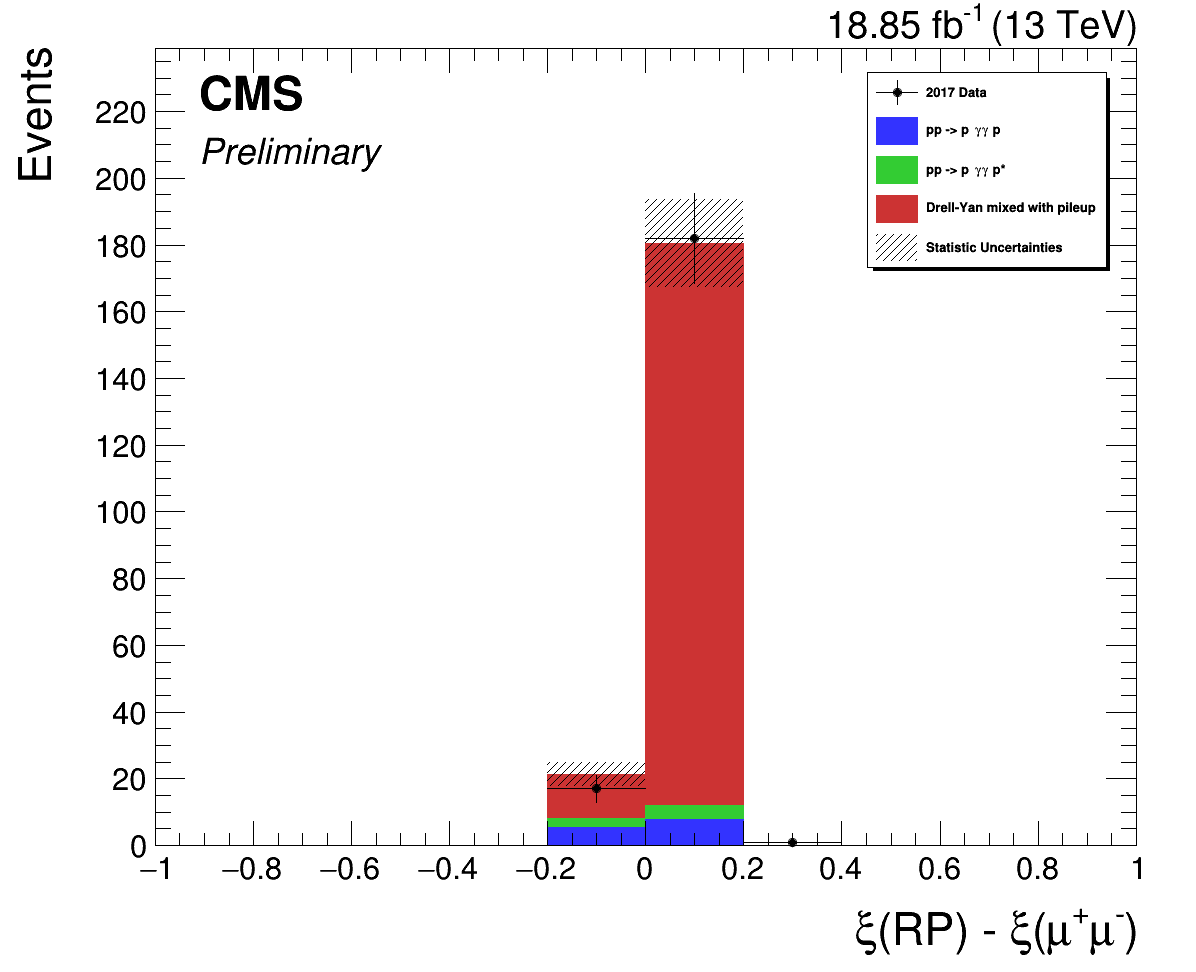 18.85 fb⁻¹ (13 TeV)
Events
CMS
Preliminary
2017 Data
pp -> p γγ p
pp -> p γγ p*
Drell-Yan mixed with pileup
Statistic Uncertainties
220
200
180
160
140
120
100
80
60
40
20
0
−1 −0.8 −0.6 −0.4 −0.2 0 0.2 0.4 0.6 0.8 1
ξ(RP) - ξ(μ⁺μ⁻)